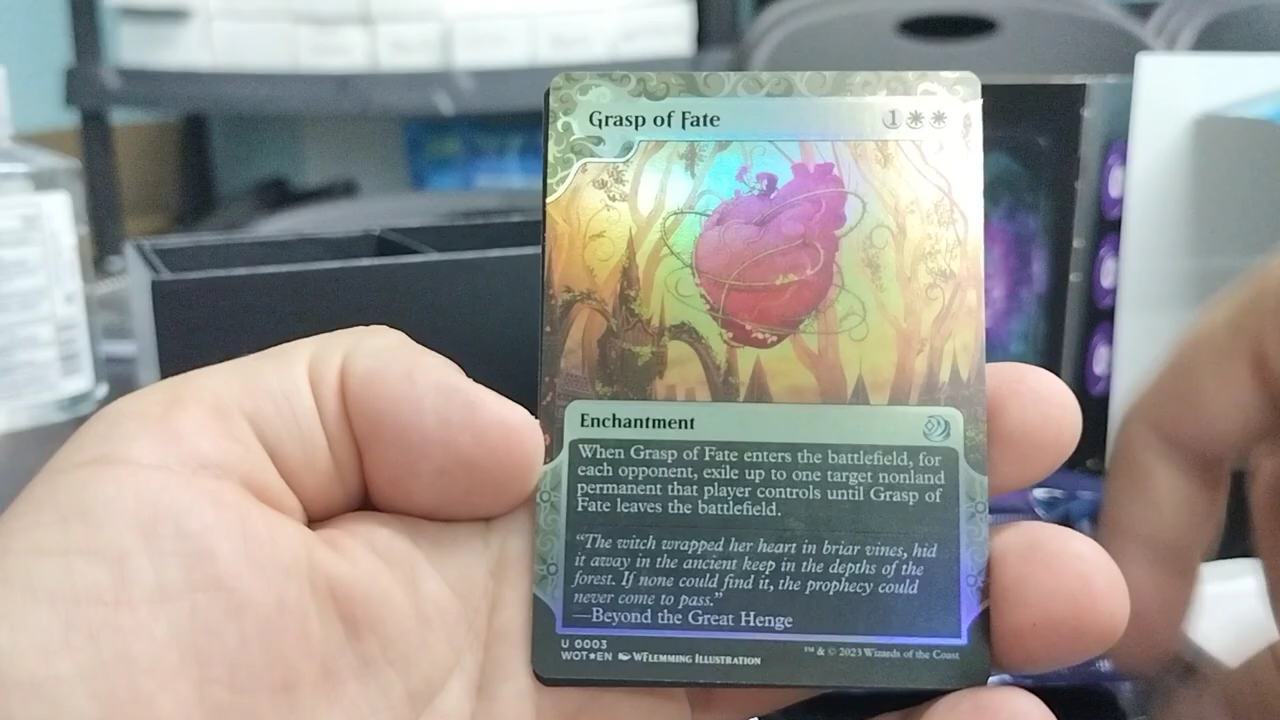 Grasp of Fate 1
Enchantment
When Grasp of Fate enters the battlefield, for
each opponent, exile up to one target nonland
permanent that player controls until Grasp of
Fate leaves the battlefield.
“The witch wrapped her heart in briar vines, hid
it away in the ancient keep in the depths of the
forest. If none could find it, the prophecy could
never come to pass.”
—Beyond the Great Henge
U 0003
WOT★EN WFlemming Illustration
™ & © 2023 Wizards of the Coast